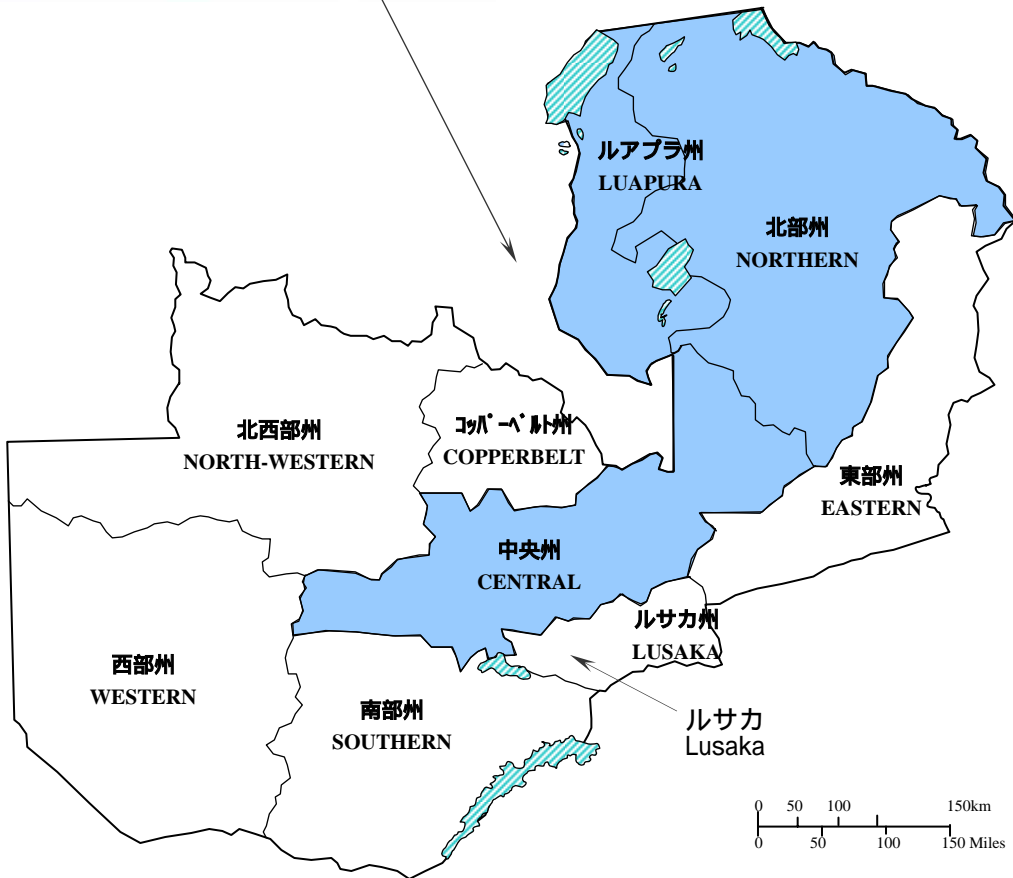 ルアプラ州
LUAPURA
北部州
NORTHERN
北西部州
NORTH-WESTERN
ｺｯﾊﾟｰﾍﾞﾙﾄ州
COPPERBELT
東部州
EASTERN
中央州
CENTRAL
ルサカ州
LUSAKA
西部州
WESTERN
南部州
SOUTHERN
ルサカ
Lusaka
0 50 100 150km
0 50 100 150 Miles